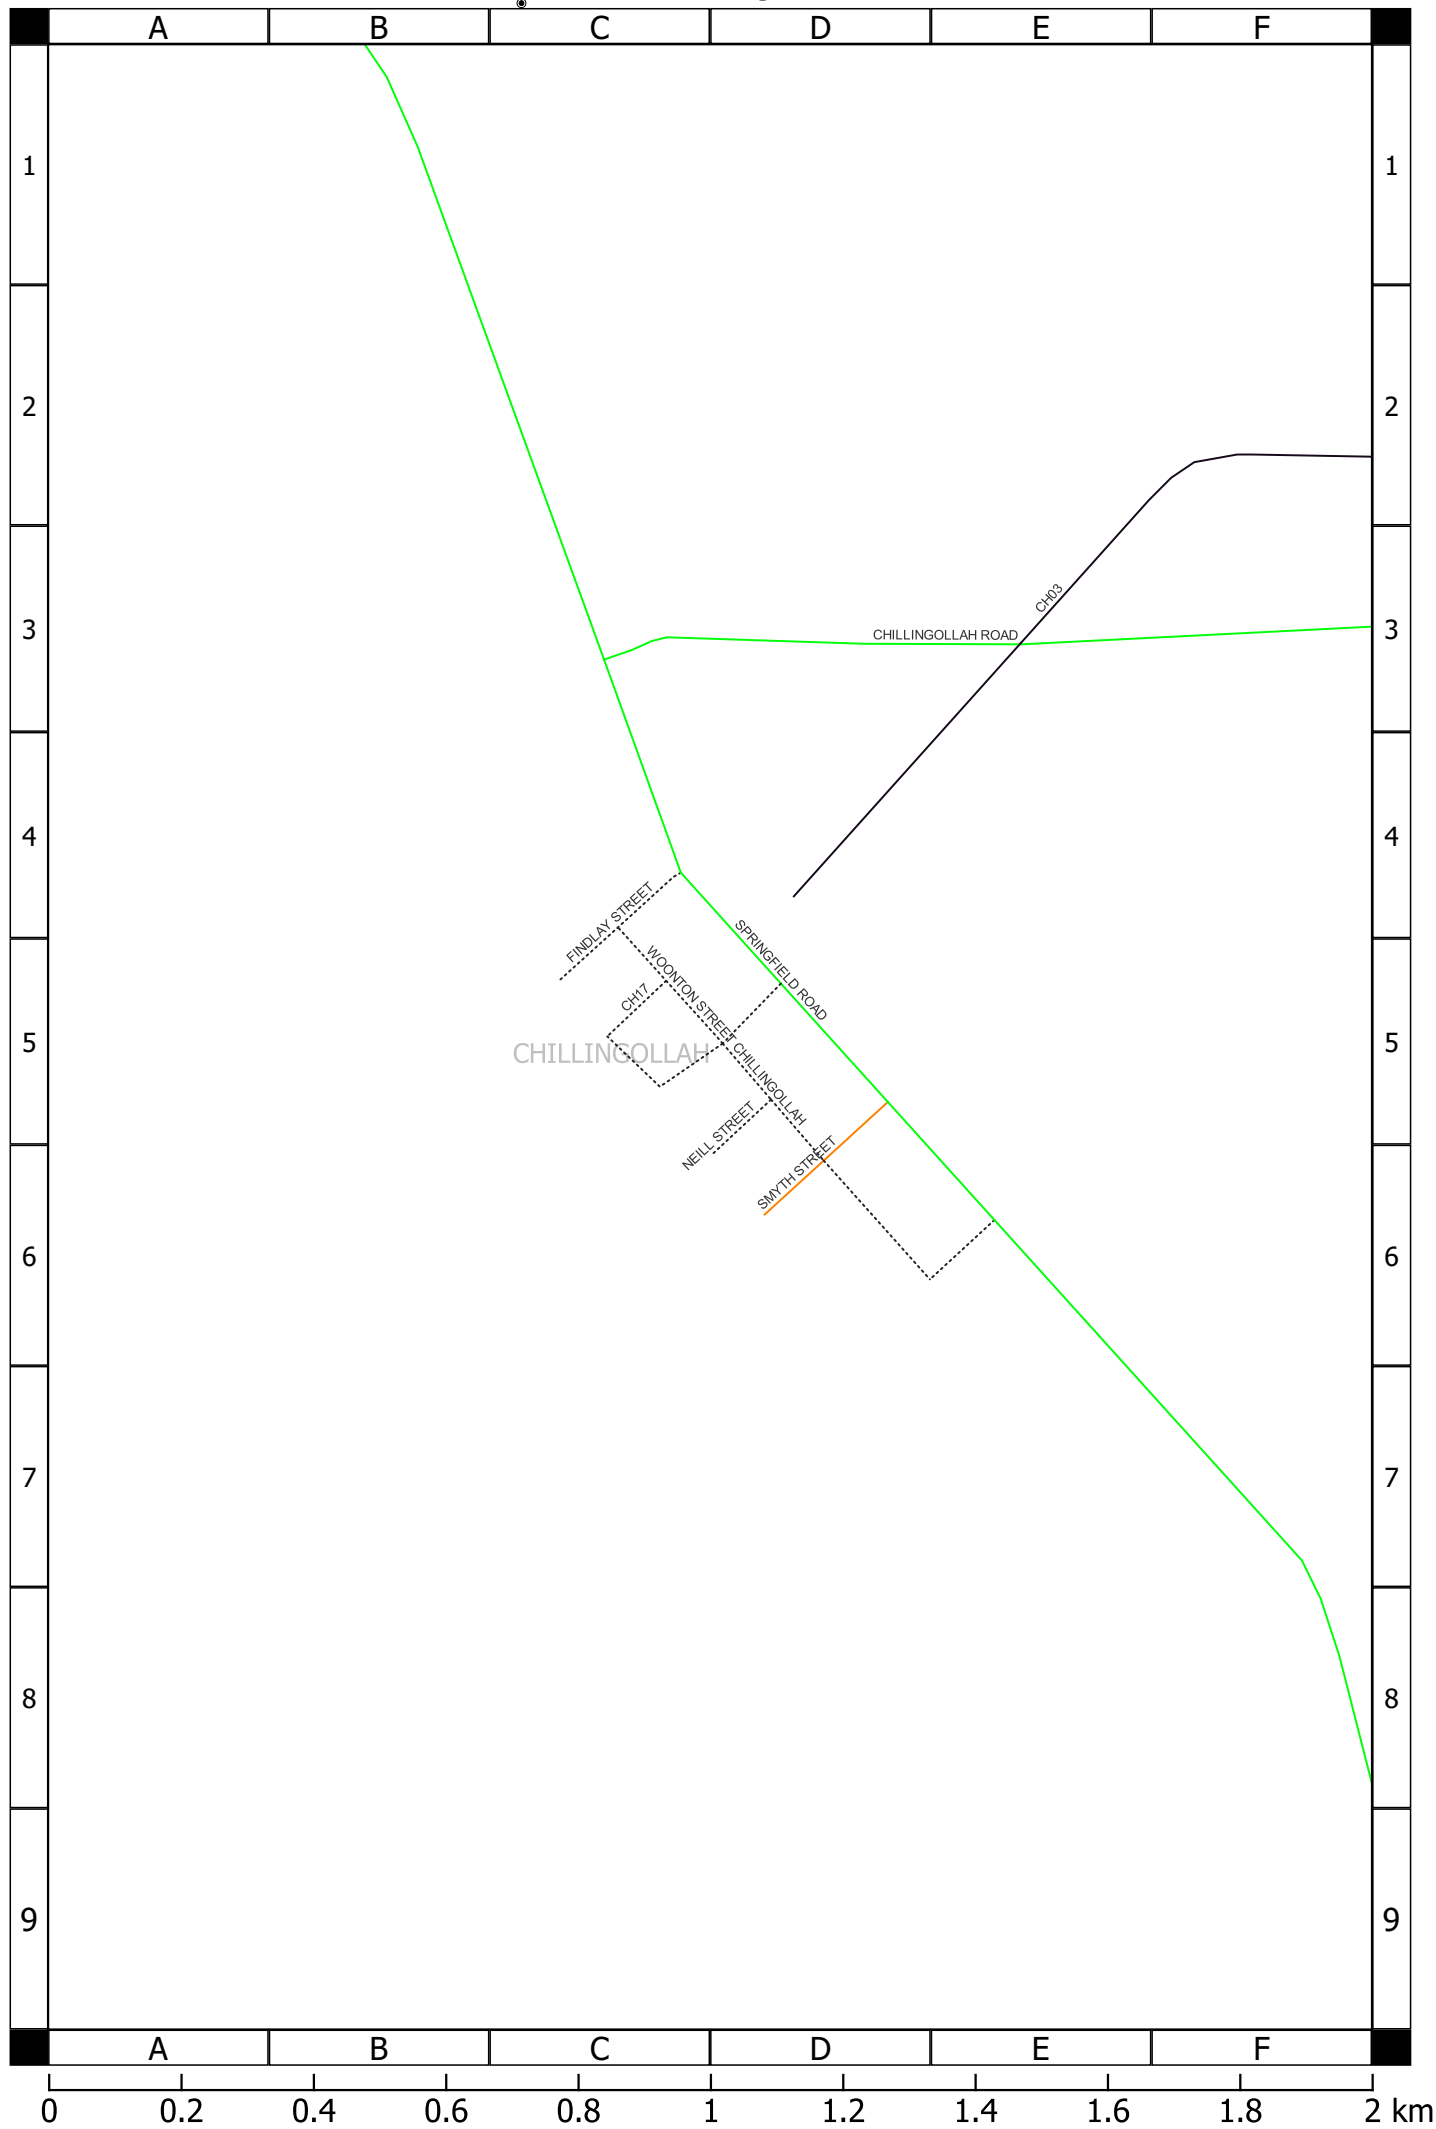 A B C D E F
1 1
2 2
CH03
CHILLINGOLLAH ROAD
3 3
4 4
FINDLAY STREET
SPRINGFIELD ROAD
WOONTON STREET CHILLINGOLLAH
CH17
5 5
CHILLINGOLLAH
NEILL STREET
SMYTH STREET
6 6
7 7
8 8
9 9
A B C D E F
0 0.2 0.4 0.6 0.8 1 1.2 1.4 1.6 1.8 2 km